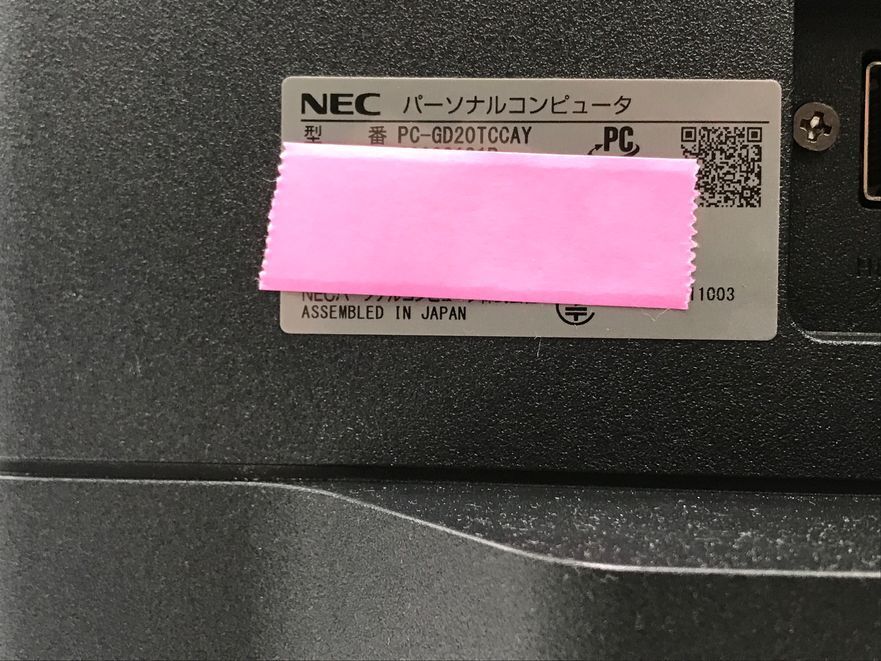 NEC パーソナルコンピュータ
型 番 PC-GD20TCCAY
PC
11003
ASSEMBLED IN JAPAN